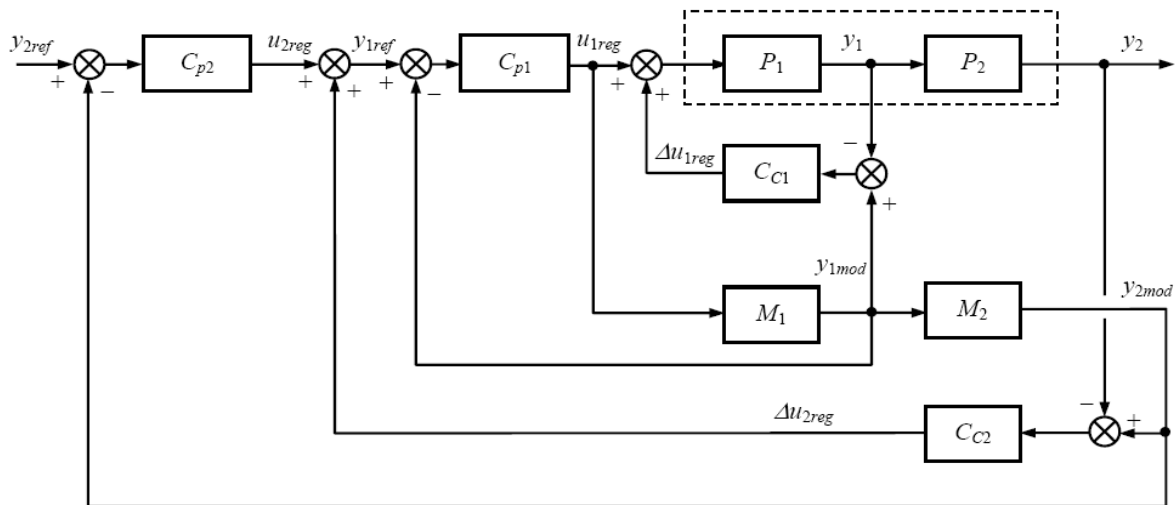 y2ref
+
−
Cp2
u2reg
+
+
y1ref
+
−
Cp1
u1reg
+
+
P1
y1
P2
y2
−
Δu1reg
CC1
+
y1mod
y2mod
M1
M2
Δu2reg
−
+
CC2